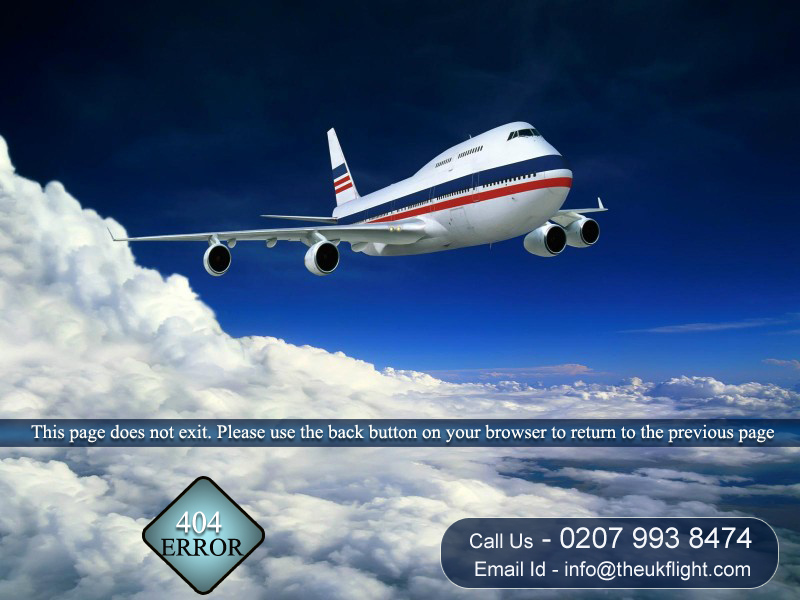 This page does not exit. Please use the back button on your browser to return to the previous page
404
ERROR
Call Us - 0207 993 8474
Email Id - info@theukflight.com